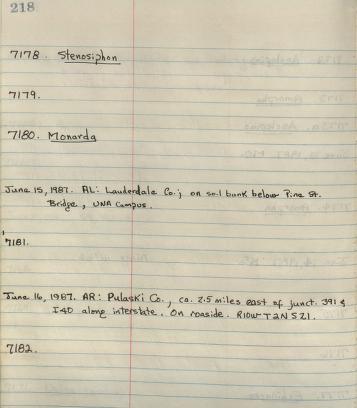 218
7178. Stenosiphon
7179.
7180. Monarda
June 15, 1987. AL: Lauderdale Co.; on soil bank below Pine St.
Bridge, UNA Campus.
7181.
June 16, 1987. AR: Pulaski Co., ca. 2.5 miles east of junct. 391 &
I40 along interstate. On roaside. R10W T2N S21.
7182.